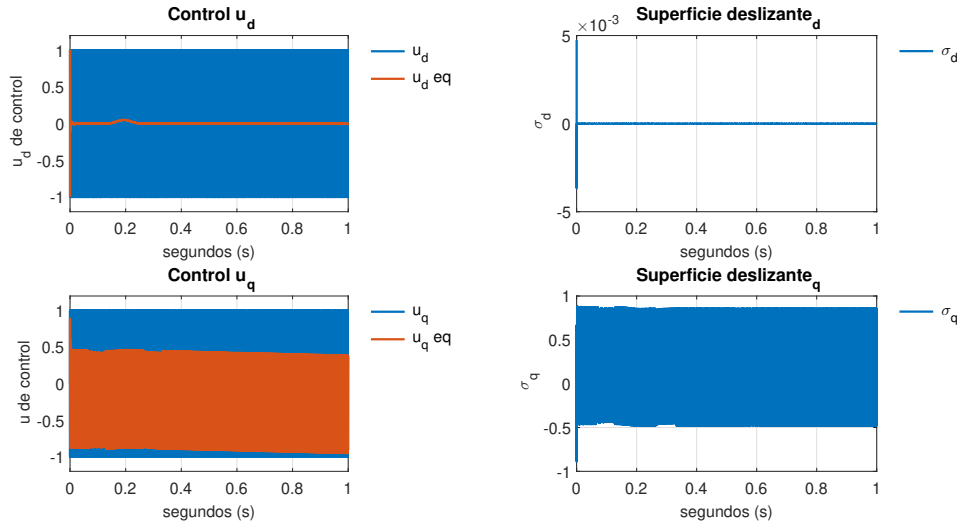 Control u_d
1
0.5
0
-0.5
-1
u_d de control
0 0.2 0.4 0.6 0.8 1
segundos (s)
u_d
u_d eq
Superficie deslizante_d
×10^-3
5
0
-5
σ_d
0 0.2 0.4 0.6 0.8 1
segundos (s)
σ_d
Control u_q
1
0.5
0
-0.5
-1
u de control
0 0.2 0.4 0.6 0.8 1
segundos (s)
u_q
u_q eq
Superficie deslizante_q
1
0.5
0
-0.5
-1
σ_q
0 0.2 0.4 0.6 0.8 1
segundos (s)
σ_q